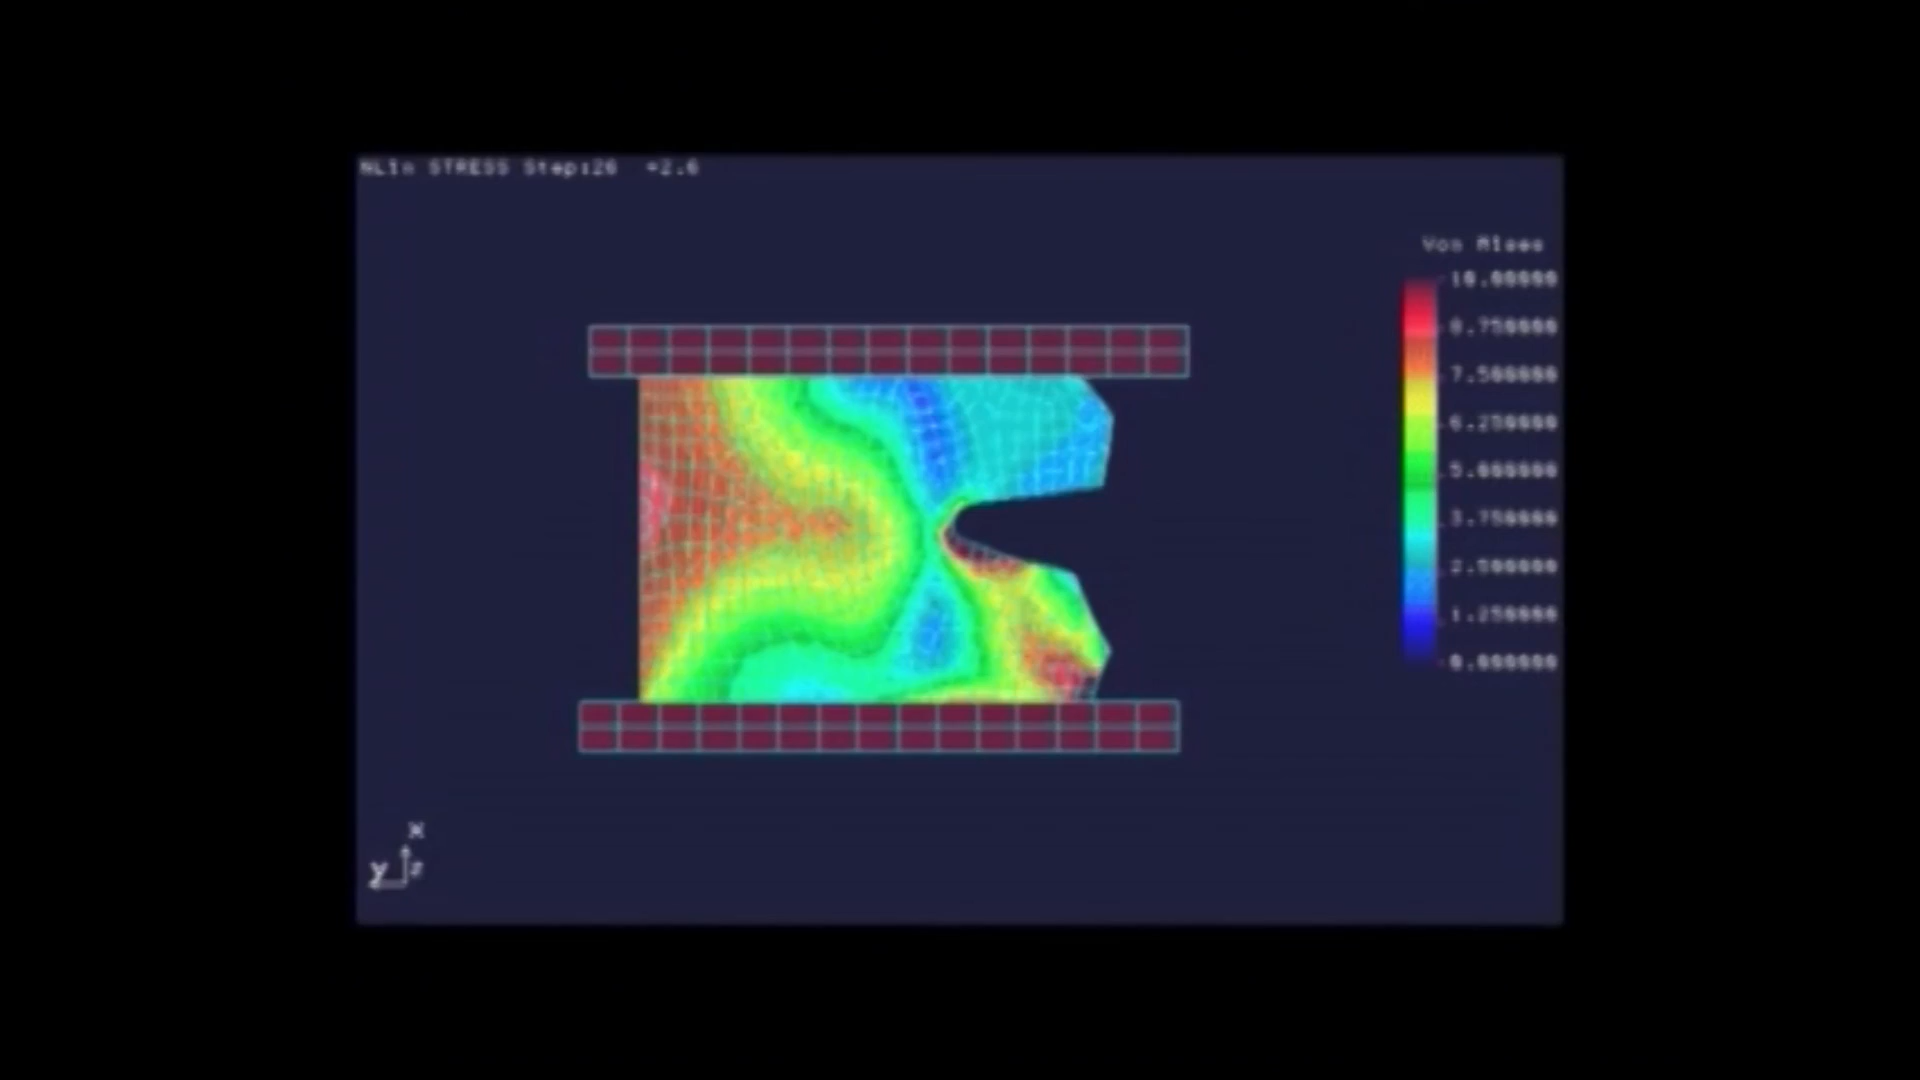 NLin STRESS Step:26 =2.6
Von Mises
10.00000
8.750000
7.500000
6.250000
5.000000
3.750000
2.500000
1.250000
0.000000
x
y z